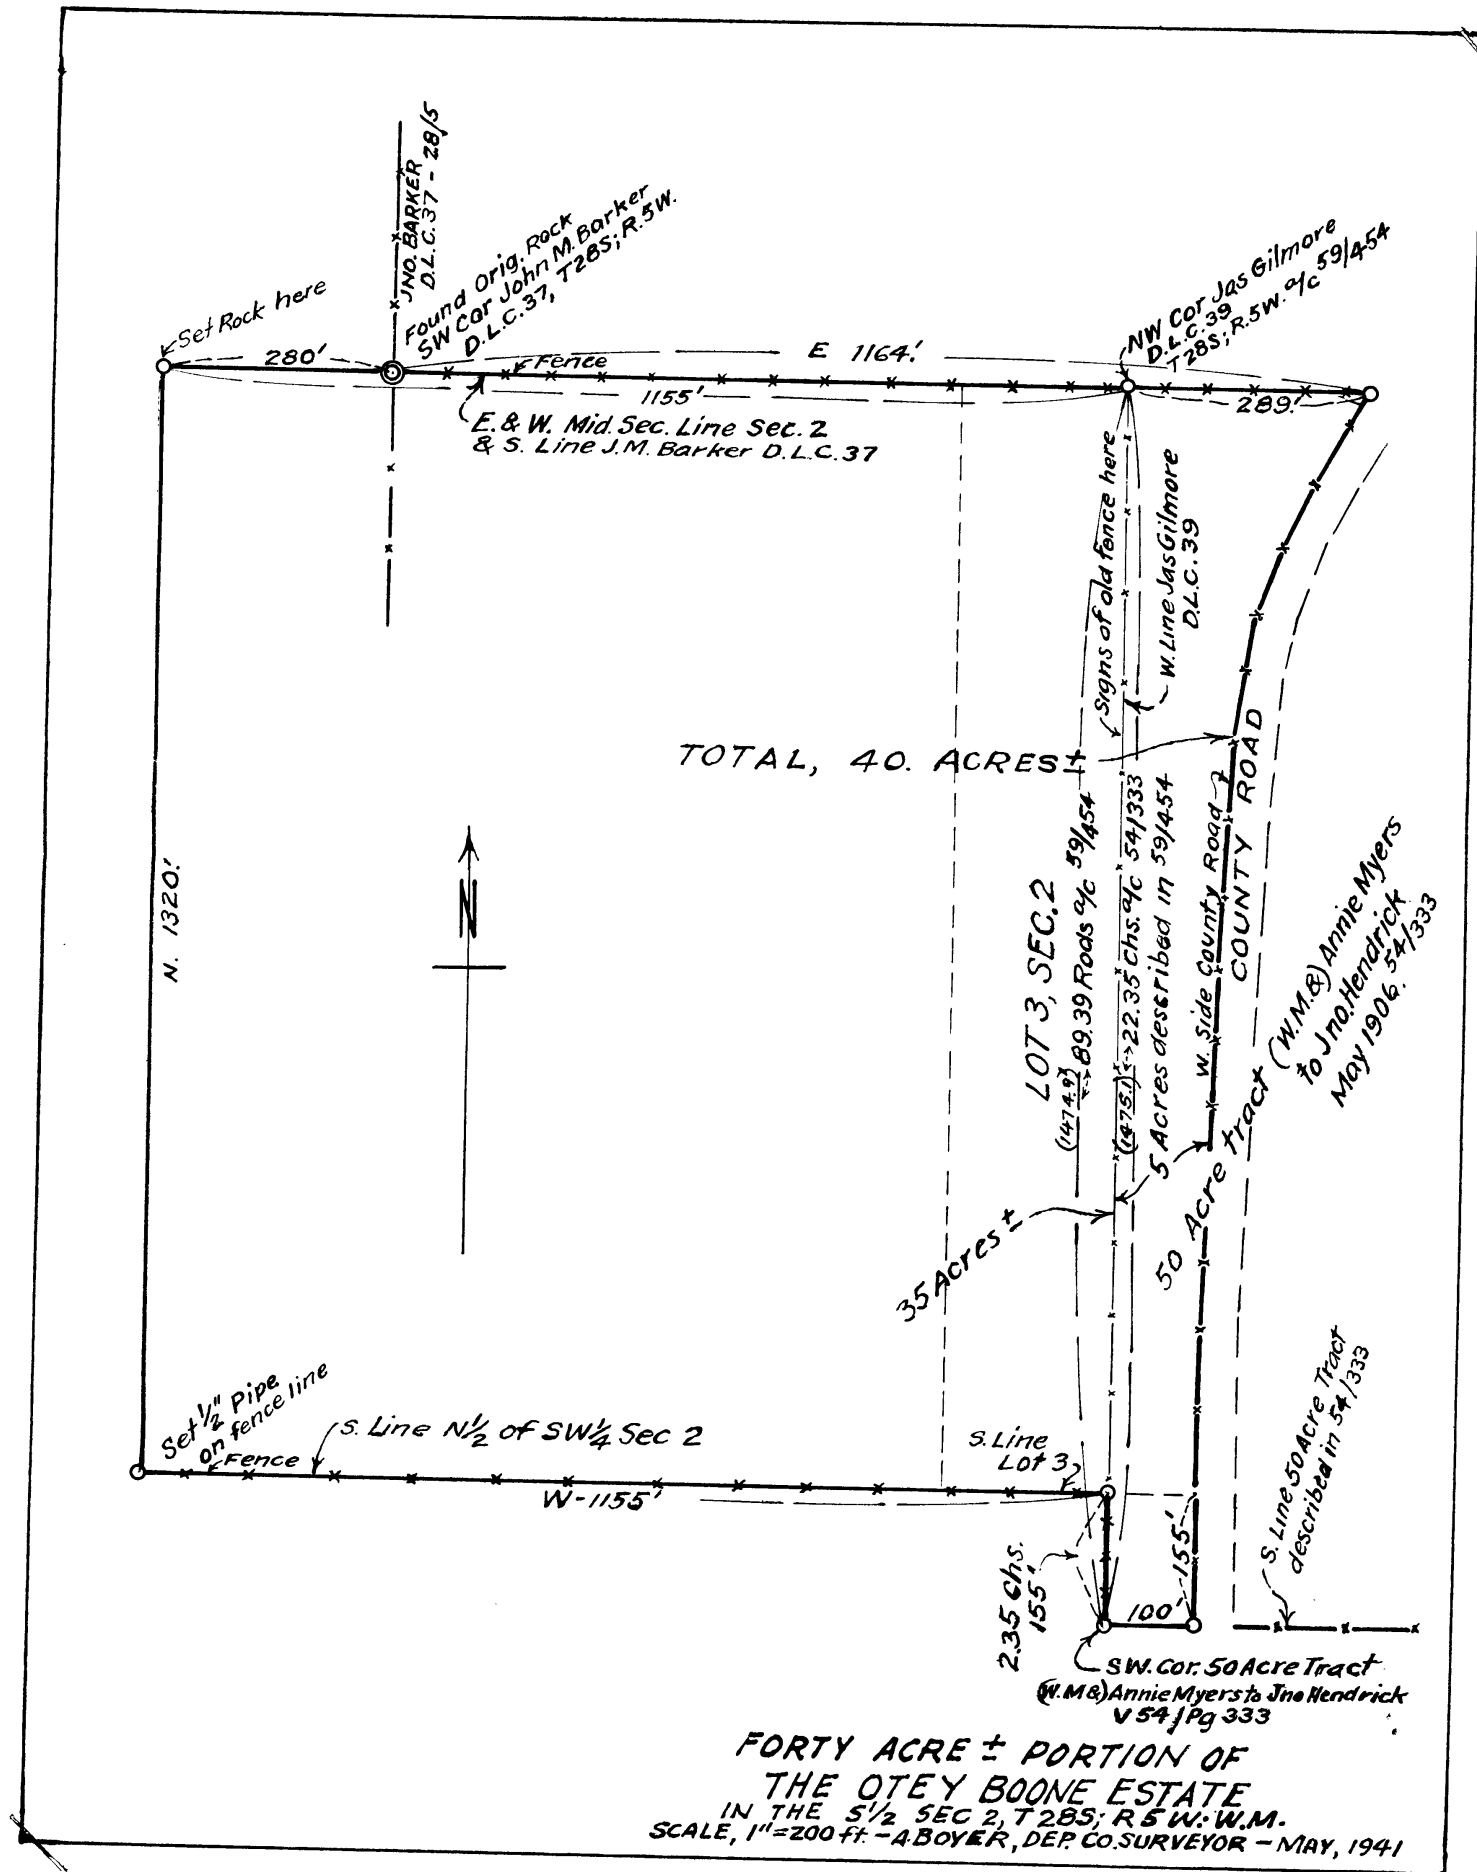 JNO. BARKER
D.L.C. 37 - 28/5
Found Orig. Rock
SW Cor John M. Barker
D.L.C. 37, T28S; R.5W.
Set Rock here
NW Cor Jas Gilmore
D.L.C. 39
T28S; R.5W. a/c 59/454
280'
E 1164.'
Fence
1155'
289.'
E. & W. Mid. Sec. Line Sec. 2
& S. Line J.M. Barker D.L.C. 37
Signs of old fence here
W. Line Jas Gilmore
D.L.C. 39
TOTAL, 40. ACRES ±
N. 1320.'
N
LOT 3, SEC. 2
(1474.9') 89.39 Rods a/c 59/454
(1475.1') 22.35 Chs. a/c 54/333
5 Acres described in 59/454
W. Side County Road
COUNTY ROAD
50 Acre tract (W.M.&) Annie Myers
to Jno. Hendrick
May 1906. 54/333
35 Acres ±
Set 1/2" Pipe
on fence line
Fence
S. Line N1/2 of SW1/4 Sec 2
S. Line
Lot 3
W-1155'
S. Line 50 Acre Tract
described in 54/333
2.35 Chs.
155'
155'
100'
SW. Cor. 50 Acre Tract
(W.M&) Annie Myers to Jno Hendrick
V 54 / Pg 333
FORTY ACRE ± PORTION OF
THE OTEY BOONE ESTATE
IN THE S1/2 SEC 2, T 28S; R 5 W: W.M.
SCALE, 1"=200 ft. - A BOYER, DEP. CO. SURVEYOR - MAY, 1941